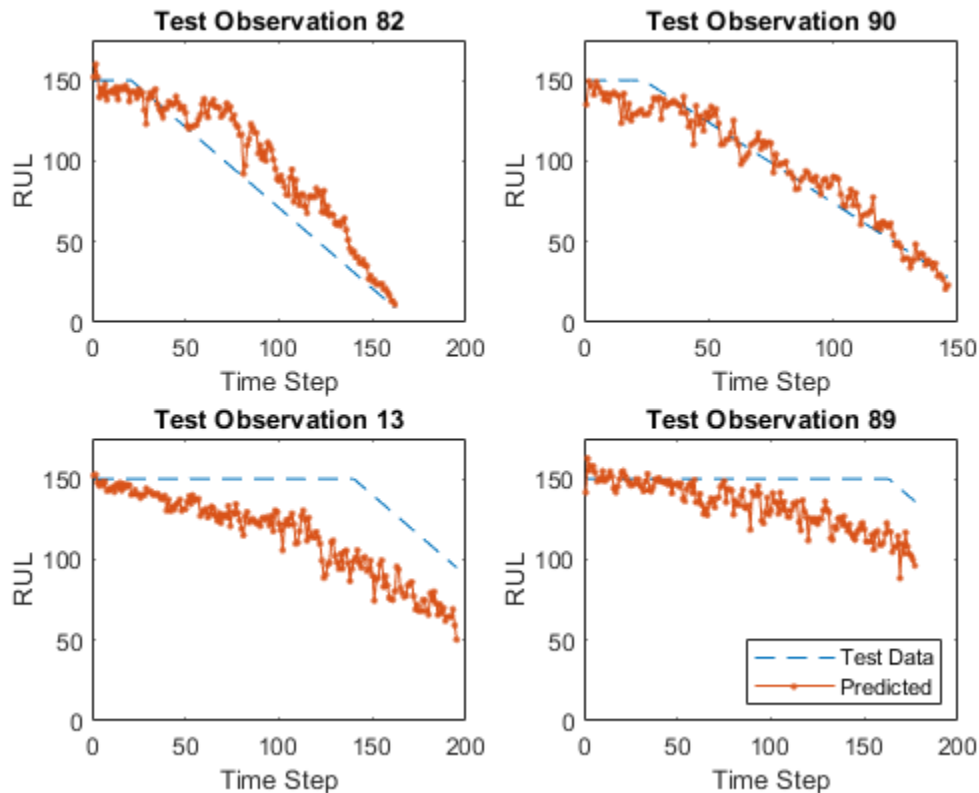 Test Observation 82
150
100
50
0
RUL
0 50 100 150 200
Time Step
Test Observation 90
150
100
50
0
RUL
0 50 100 150
Time Step
Test Observation 13
150
100
50
0
RUL
0 50 100 150 200
Time Step
Test Observation 89
150
100
50
0
RUL
Test Data
Predicted
0 50 100 150 200
Time Step